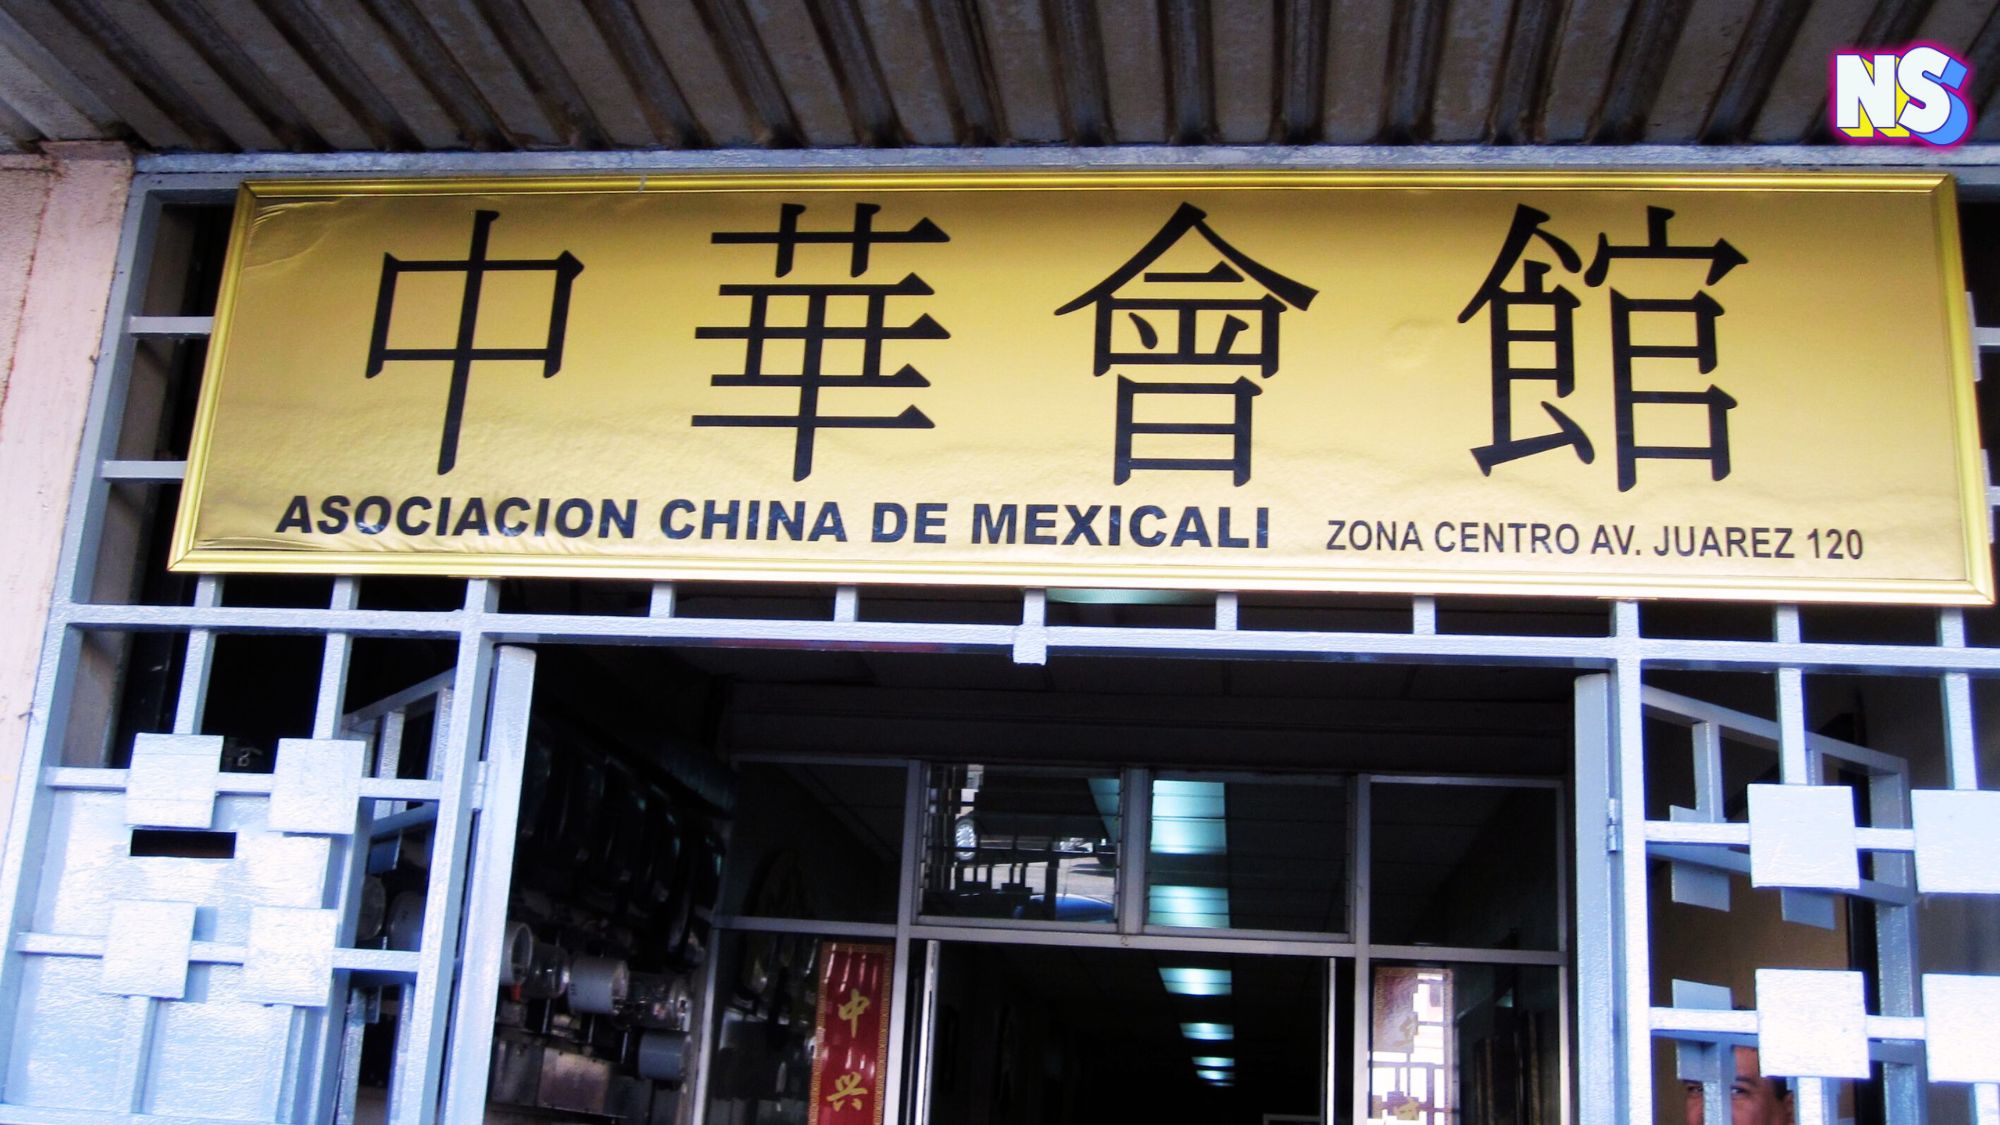 NS
中華會館
ASOCIACION CHINA DE MEXICALI ZONA CENTRO AV. JUAREZ 120
中
兴